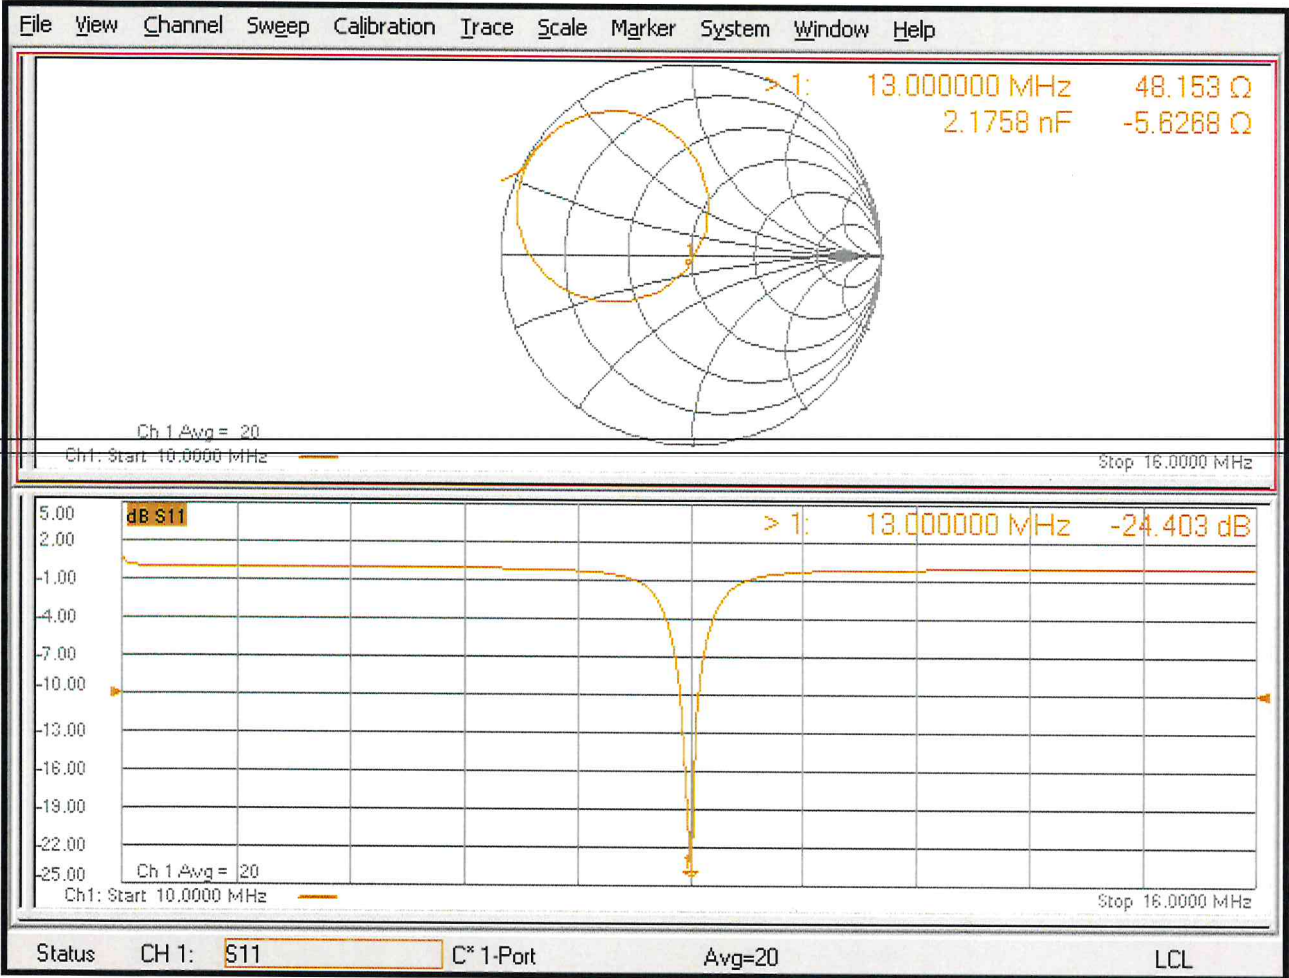 File View Channel Sweep Calibration Trace Scale Marker System Window Help
> 1: 13.000000 MHz 48.153 Ω
2.1758 nF -5.6268 Ω
1
Ch 1 Avg = 20
Ch1: Start 10.0000 MHz
Stop 16.0000 MHz
5.00
dB S11
> 1: 13.000000 MHz -24.403 dB
2.00
-1.00
-4.00
-7.00
-10.00
-13.00
-16.00
-19.00
-22.00
-25.00
1
Ch 1 Avg = 20
Ch1: Start 10.0000 MHz
Stop 16.0000 MHz
Status CH 1: S11 C* 1-Port Avg=20 LCL